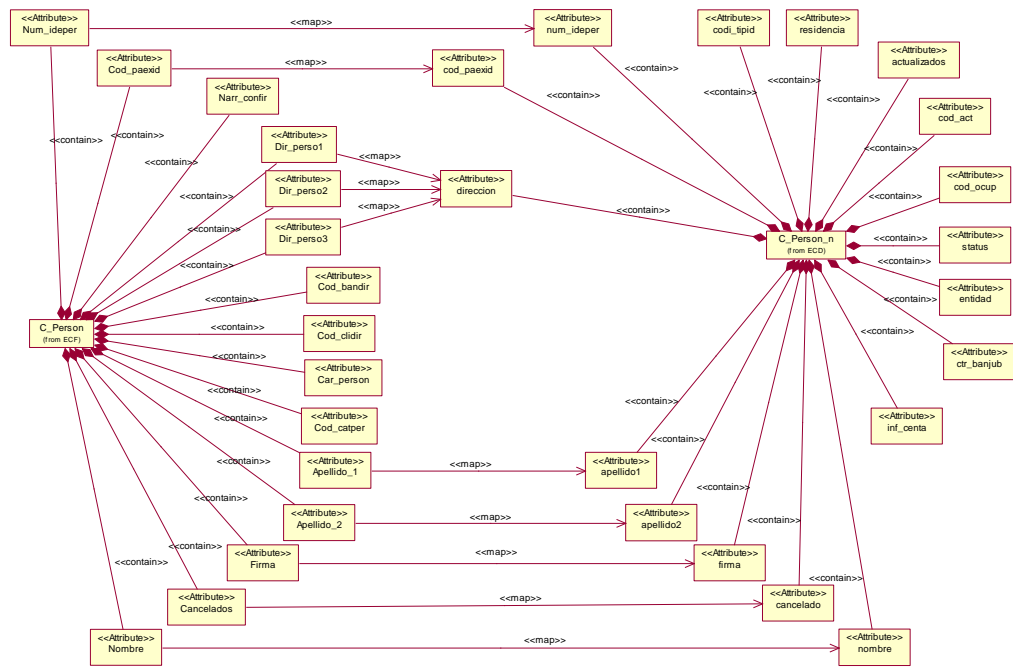 <<Attribute>>
Num_ideper
<<map>>
<<Attribute>>
num_ideper
<<Attribute>>
codi_tipid
<<Attribute>>
residencia
<<Attribute>>
Cod_paexid
<<map>>
<<Attribute>>
cod_paexid
<<Attribute>>
actualizados
<<Attribute>>
Narr_confir
<<contain>>
<<contain>>
<<contain>>
<<Attribute>>
cod_act
<<contain>>
<<contain>>
<<contain>>
<<Attribute>>
Dir_perso1
<<map>>
<<contain>>
<<contain>>
<<contain>>
<<Attribute>>
Dir_perso2
<<map>>
<<Attribute>>
direccion
<<Attribute>>
cod_ocup
<<contain>>
<<contain>>
<<contain>>
<<Attribute>>
Dir_perso3
<<map>>
<<contain>>
C_Person_n
(from ECD)
<<contain>>
<<Attribute>>
status
<<contain>>
<<Attribute>>
Cod_bandir
<<contain>>
<<contain>>
<<Attribute>>
entidad
C_Person
(from ECF)
<<contain>>
<<Attribute>>
Cod_clidir
<<contain>>
<<Attribute>>
ctr_banjub
<<contain>>
<<Attribute>>
Car_person
<<contain>>
<<contain>>
<<Attribute>>
Cod_catper
<<contain>>
<<contain>>
<<Attribute>>
inf_centa
<<contain>>
<<Attribute>>
Apellido_1
<<map>>
<<Attribute>>
apellido1
<<contain>>
<<contain>>
<<contain>>
<<Attribute>>
Apellido_2
<<map>>
<<Attribute>>
apellido2
<<contain>>
<<Attribute>>
Firma
<<map>>
<<Attribute>>
firma
<<contain>>
<<contain>>
<<Attribute>>
Cancelados
<<map>>
<<Attribute>>
cancelado
<<Attribute>>
Nombre
<<map>>
<<Attribute>>
nombre